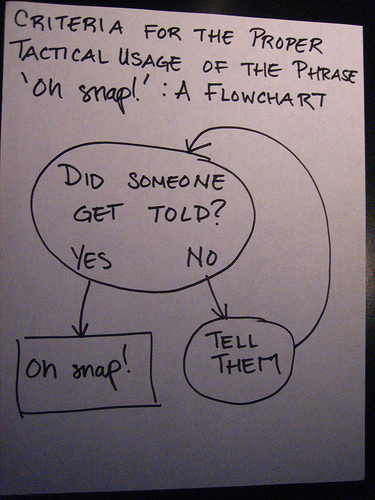 CRITERIA FOR THE PROPER
TACTICAL USAGE OF THE PHRASE
'Oh snap!' : A FLOWCHART
DID SOMEONE
GET TOLD?
YES NO
Oh snap!
TELL
THEM